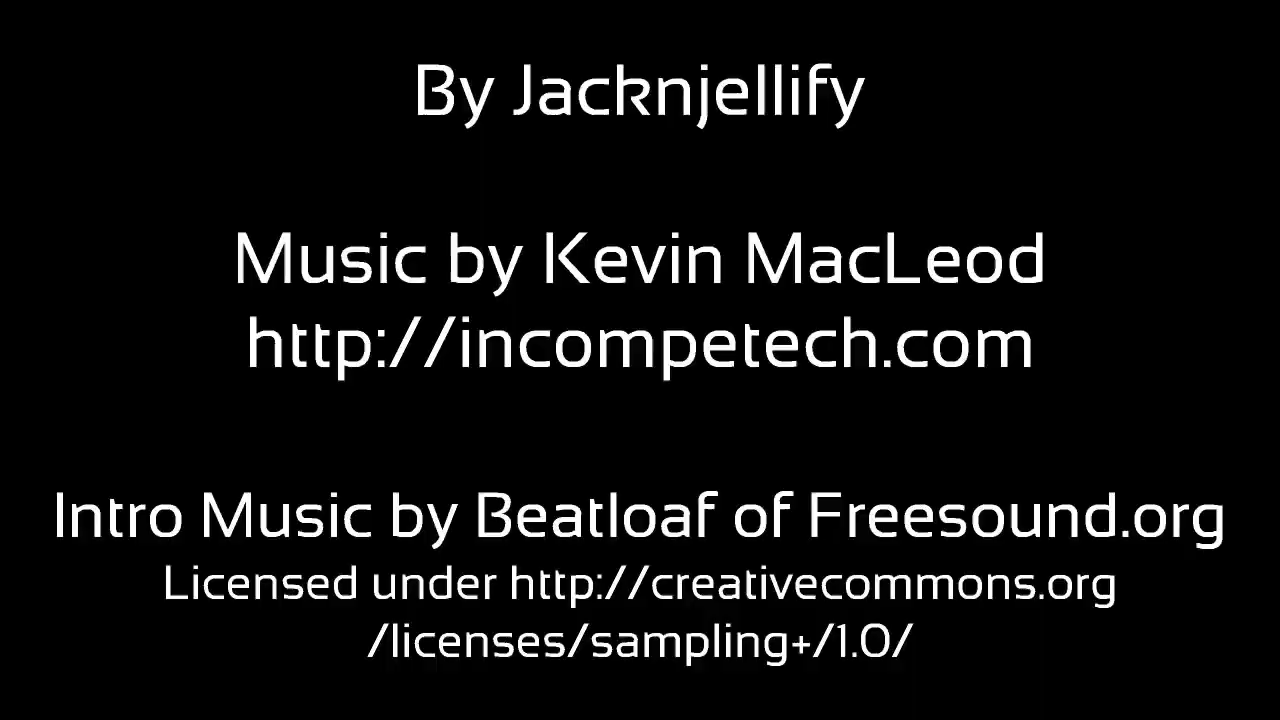 By Jacknjellify
Music by Kevin MacLeod
http://incompetech.com
Intro Music by Beatloaf of Freesound.org
Licensed under http://creativecommons.org
/licenses/sampling+/1.0/